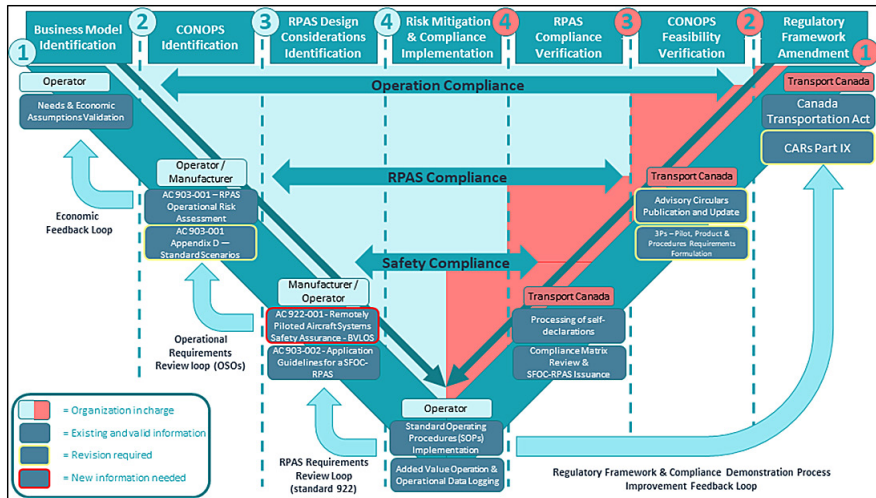 Business Model
Identification
CONOPS
Identification
RPAS Design
Considerations
Identification
Risk Mitigation
& Compliance
Implementation
RPAS
Compliance
Verification
CONOPS
Feasibility
Verification
Regulatory
Framework
Amendment
1
2
3
4
4
3
2
1
Operation Compliance
RPAS Compliance
Safety Compliance
Operator
Needs & Economic
Assumptions Validation
Economic
Feedback Loop
Operator /
Manufacturer
AC 903-001 – RPAS
Operational Risk
Assessment
AC 903-001
Appendix D —
Standard Scenarios
Operational
Requirements
Review loop (OSOs)
Manufacturer /
Operator
AC 922-001 - Remotely
Piloted Aircraft Systems
Safety Assurance - BVLOS
AC 903-002 - Application
Guidelines for a SFOC-
RPAS
RPAS Requirements
Review Loop
(standard 922)
Operator
Standard Operating
Procedures (SOPs)
Implementation
Added Value Operation &
Operational Data Logging
Transport Canada
Processing of self-
declarations
Compliance Matrix
Review &
SFOC-RPAS Issuance
Transport Canada
Advisory Circulars
Publication and Update
3Ps – Pilot, Product &
Procedures Requirements
Formulation
Transport Canada
Canada
Transportation Act
CARs Part IX
Regulatory Framework & Compliance Demonstration Process
Improvement Feedback Loop
= Organization in charge
= Existing and valid information
= Revision required
= New information needed